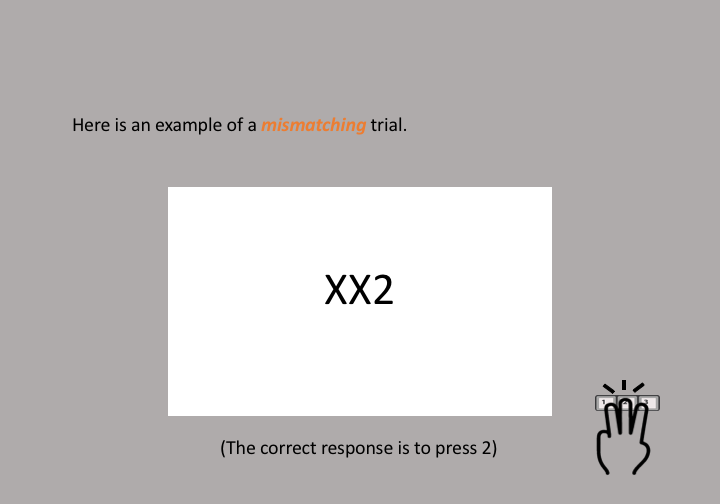 Here is an example of a mismatching trial.
XX2
(The correct response is to press 2)
1 2 3